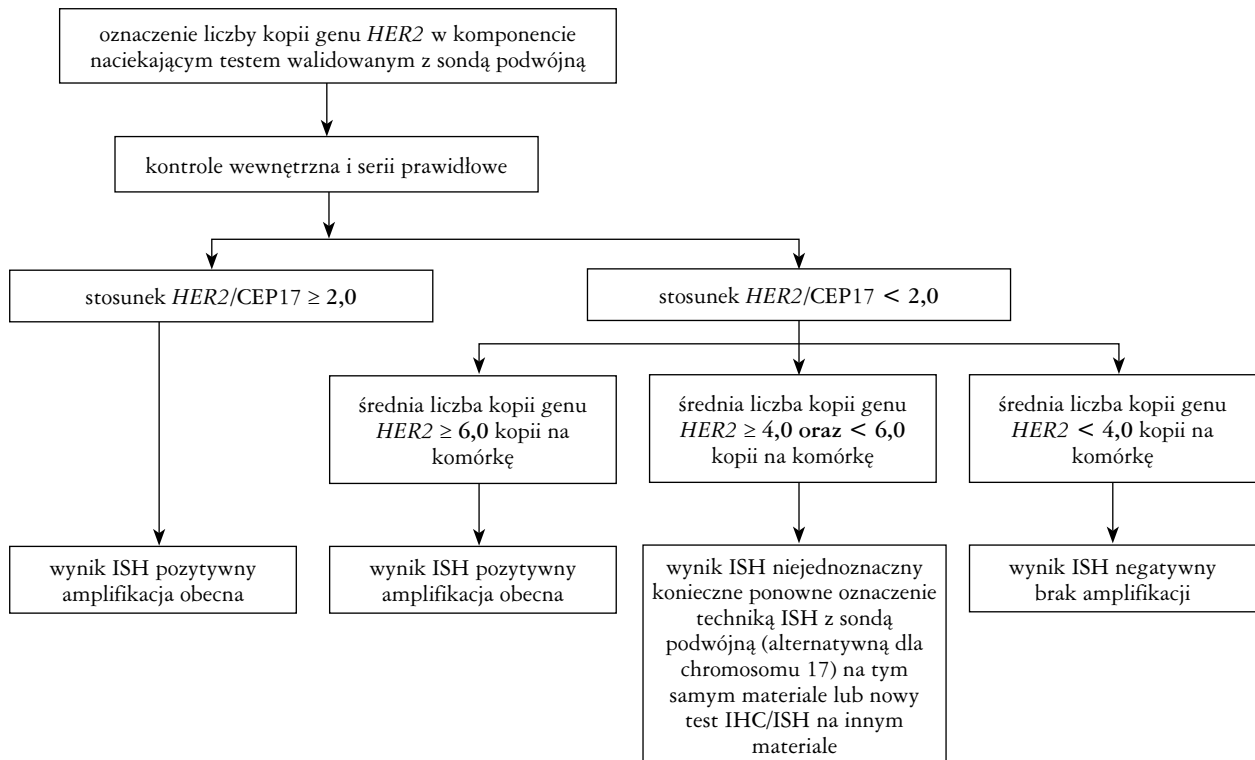 oznaczenie liczby kopii genu HER2 w komponencie
naciekającym testem walidowanym z sondą podwójną
kontrole wewnętrzna i serii prawidłowe
stosunek HER2/CEP17 ≥ 2,0
stosunek HER2/CEP17 < 2,0
średnia liczba kopii genu
HER2 ≥ 6,0 kopii na
komórkę
średnia liczba kopii genu
HER2 ≥ 4,0 oraz < 6,0
kopii na komórkę
średnia liczba kopii genu
HER2 < 4,0 kopii na
komórkę
wynik ISH pozytywny
amplifikacja obecna
wynik ISH pozytywny
amplifikacja obecna
wynik ISH niejednoznaczny
konieczne ponowne oznaczenie
techniką ISH z sondą
podwójną (alternatywną dla
chromosomu 17) na tym
samym materiale lub nowy
test IHC/ISH na innym
materiale
wynik ISH negatywny
brak amplifikacji